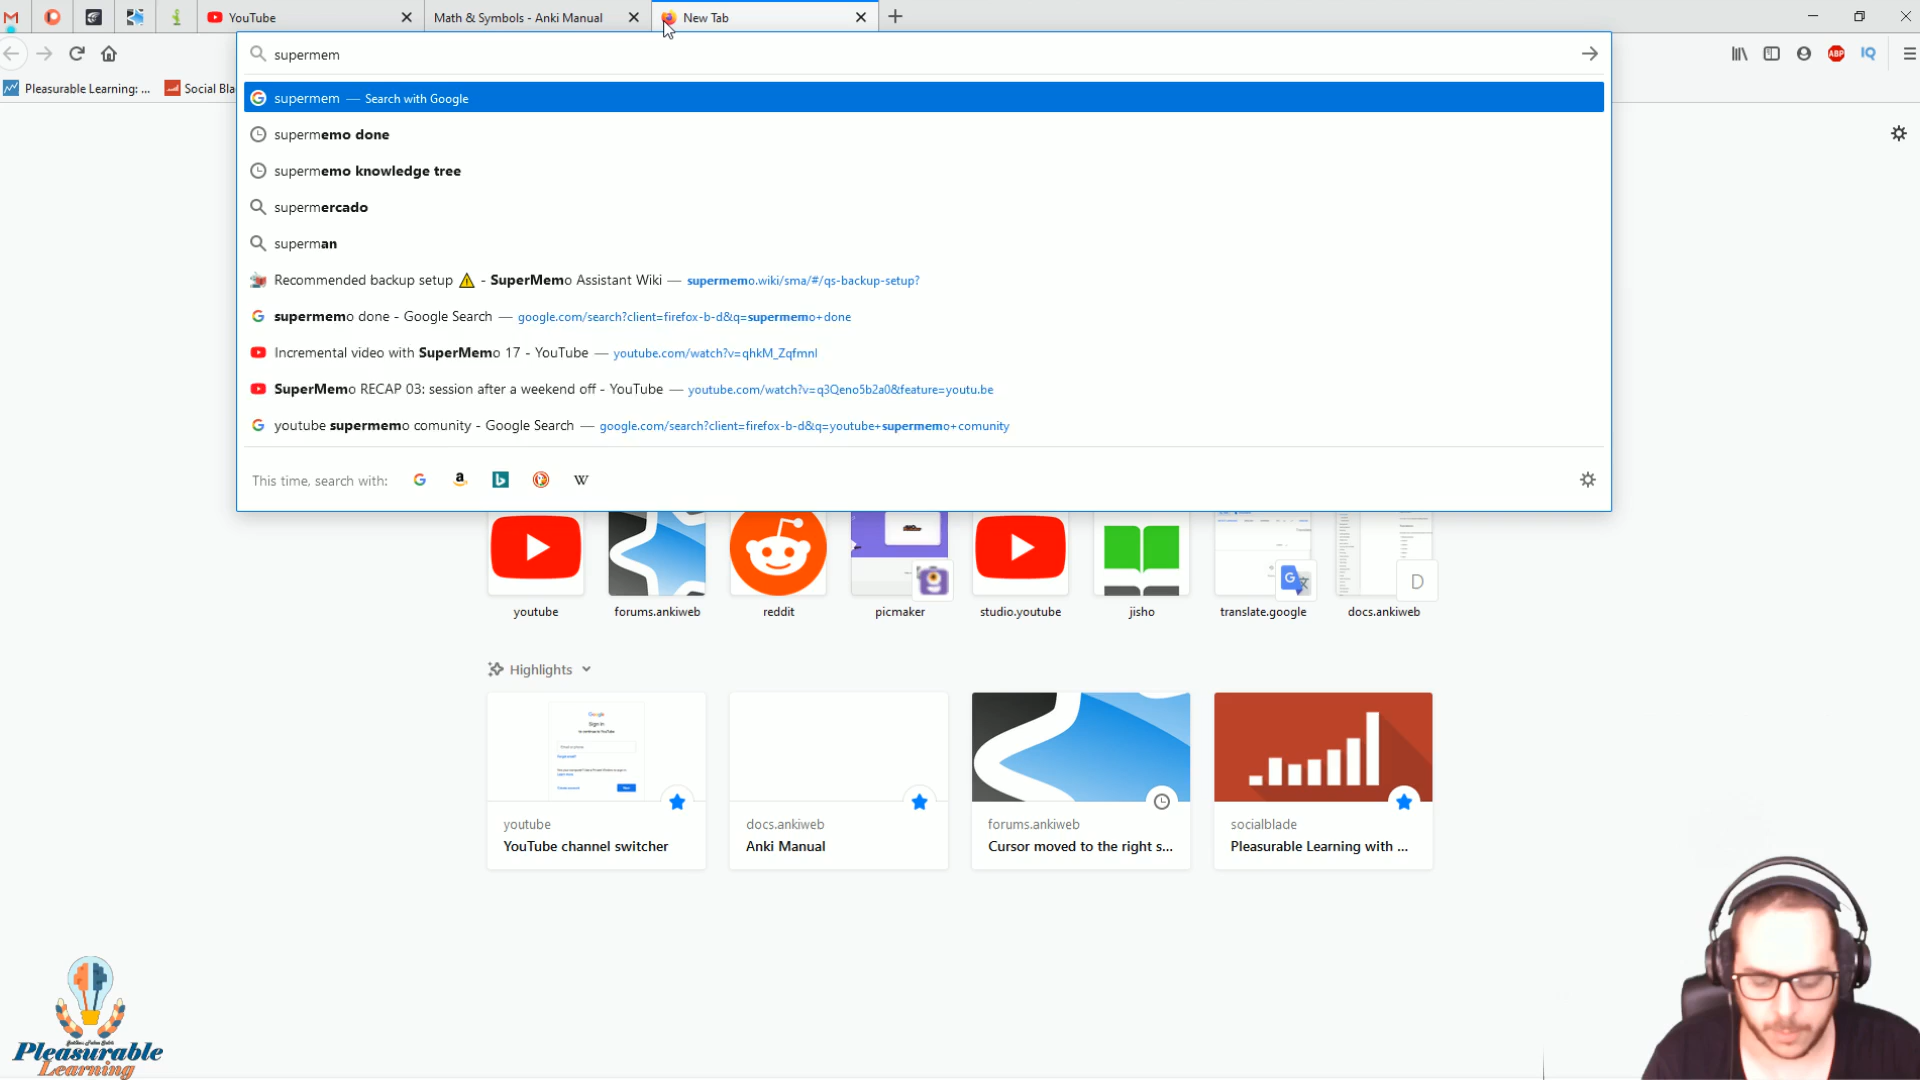 YouTube
Math & Symbols - Anki Manual
New Tab
supermem
ABP
IQ
Pleasurable Learning: ...
Social Bla
supermem — Search with Google
supermemo done
supermemo knowledge tree
supermercado
superman
Recommended backup setup ⚠ - SuperMemo Assistant Wiki — supermemo.wiki/sma/#/qs-backup-setup?
supermemo done - Google Search — google.com/search?client=firefox-b-d&q=supermemo+done
Incremental video with SuperMemo 17 - YouTube — youtube.com/watch?v=qhkM_Zqfmnl
SuperMemo RECAP 03: session after a weekend off - YouTube — youtube.com/watch?v=q3Qeno5b2a0&feature=youtu.be
youtube supermemo comunity - Google Search — google.com/search?client=firefox-b-d&q=youtube+supermemo+comunity
This time, search with:
D
youtube
forums.ankiweb
reddit
picmaker
studio.youtube
jisho
translate.google
docs.ankiweb
Highlights
Google
Sign in
youtube
YouTube channel switcher
docs.ankiweb
Anki Manual
forums.ankiweb
Cursor moved to the right s...
socialblade
Pleasurable Learning with ...
Pleasurable
Learning